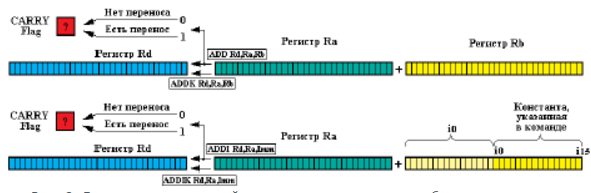 CARRY Flag
?
Нет переноса
Есть перенос
0
1
Регистр Rd
ADD Rd,Ra,Rb
ADDK Rd,Ra,Rb
Регистр Ra
+
Регистр Rb
CARRY Flag
?
Нет переноса
Есть перенос
0
1
Регистр Rd
ADDI Rd,Ra,Imm
ADDIK Rd,Ra,Imm
Регистр Ra
+
i0
Константа,
указанная
в команде
i0
i15